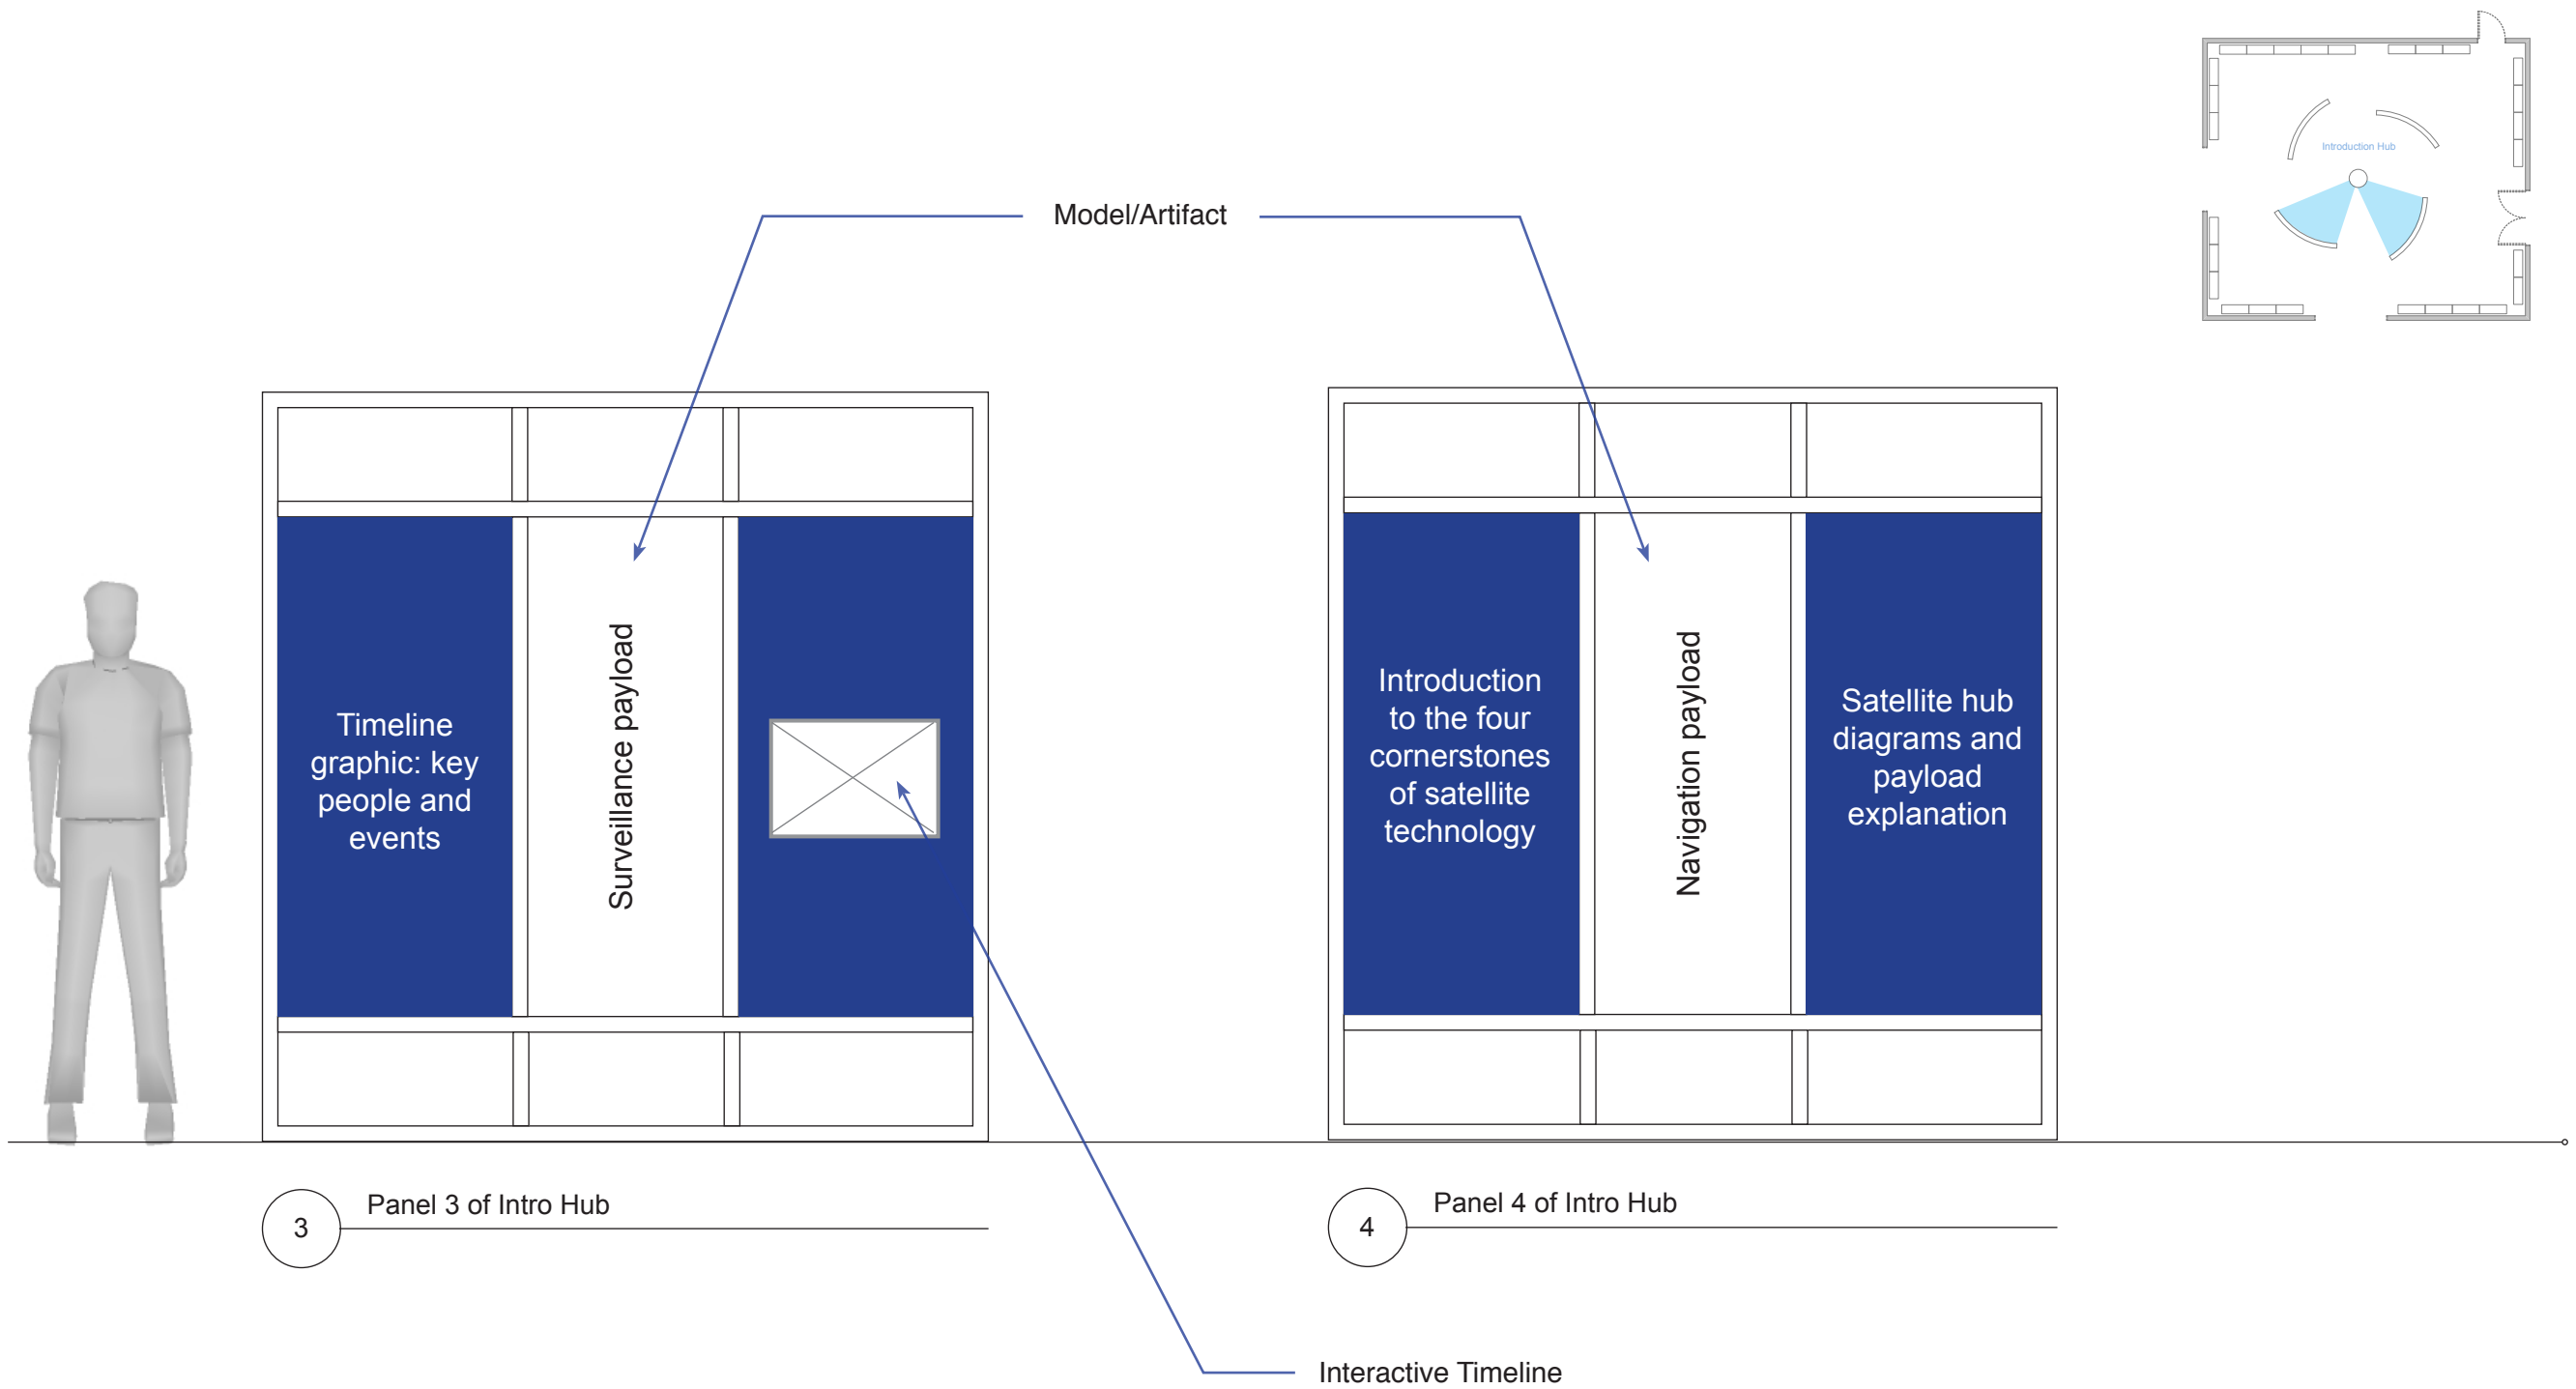 Introduction Hub
Model/Artifact
Timeline
graphic: key
people and
events
Surveillance payload
Introduction
to the four
cornerstones
of satellite
technology
Navigation payload
Satellite hub
diagrams and
payload
explanation
3
Panel 3 of Intro Hub
4
Panel 4 of Intro Hub
Interactive Timeline